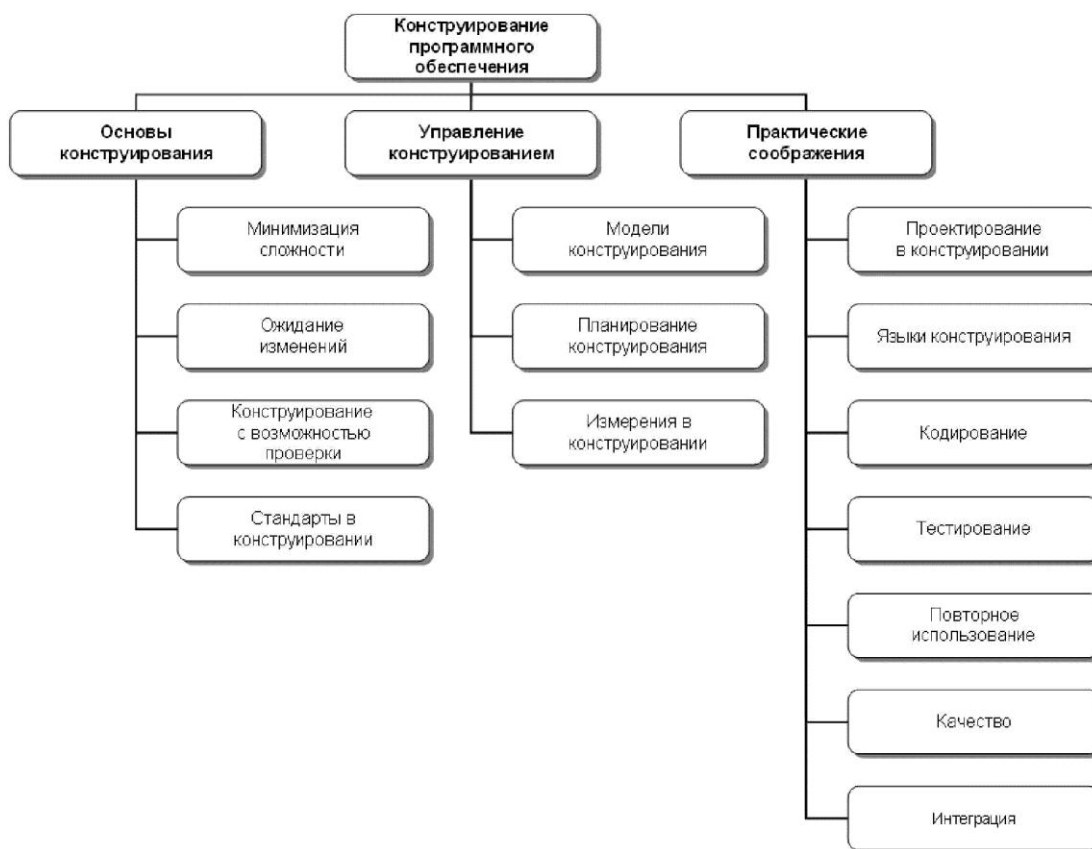 Конструирование
программного
обеспечения
Основы
конструирования
Управление
конструированием
Практические
соображения
Минимизация
сложности
Ожидание
изменений
Конструирование
с возможностью
проверки
Стандарты в
конструировании
Модели
конструирования
Планирование
конструирования
Измерения в
конструировании
Проектирование
в конструировании
Языки конструирования
Кодирование
Тестирование
Повторное
использование
Качество
Интеграция